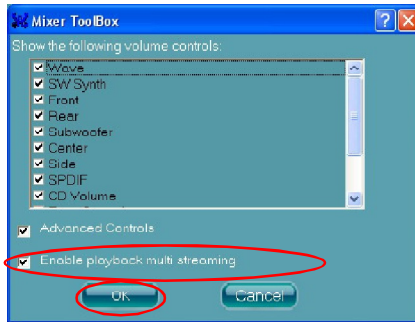 Mixer ToolBox
Show the following volume controls:
Wave
SW Synth
Front
Rear
Subwoofer
Center
Side
SPDIF
CD Volume
Advanced Controls
Enable playback multi streaming
OK
Cancel